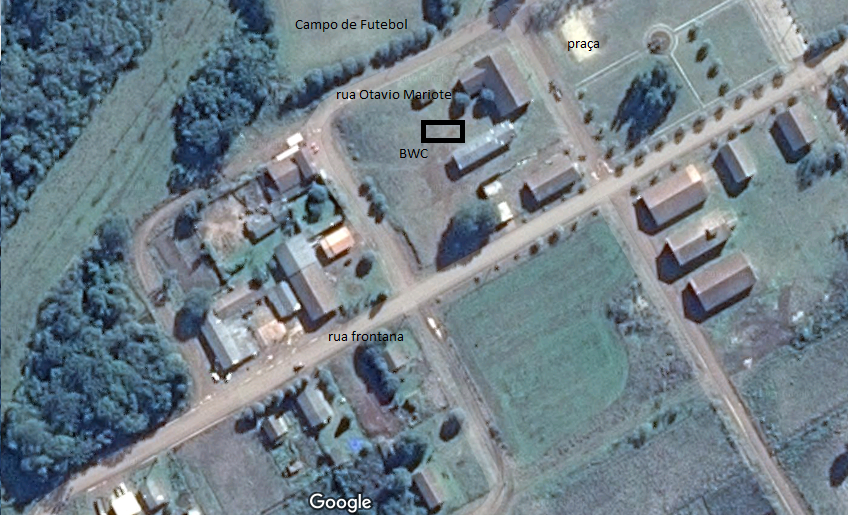 Campo de Futebol
praça
rua Otavio Mariote
BWC
rua frontana
Google